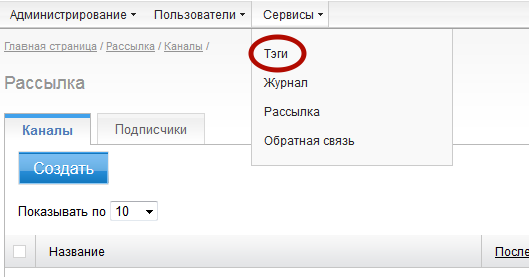 Администрирование Пользователи Сервисы
Главная страница / Рассылка / Каналы /
Тэги
Журнал
Рассылка
Обратная связь
Рассылка
Каналы Подписчики
Создать
Показывать по 10
Название После